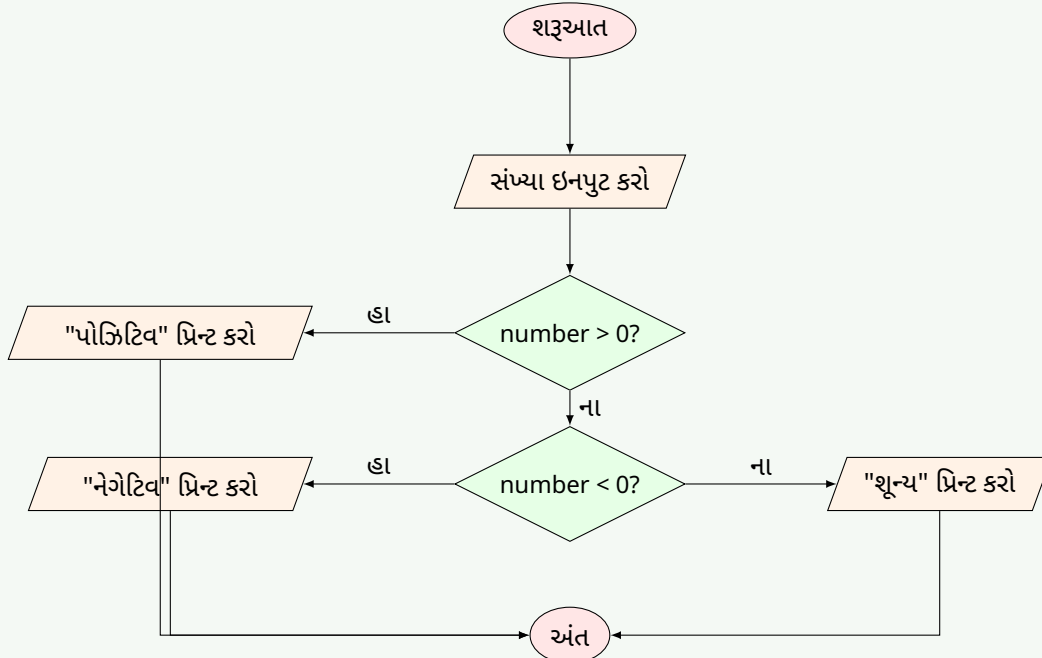 શરૂઆત
સંખ્યા ઇનપુટ કરો
number > 0?
હા
"પોઝિટિવ" પ્રિન્ટ કરો
ના
number < 0?
હા
"નેગેટિવ" પ્રિન્ટ કરો
ના
"શૂન્ય" પ્રિન્ટ કરો
અંત